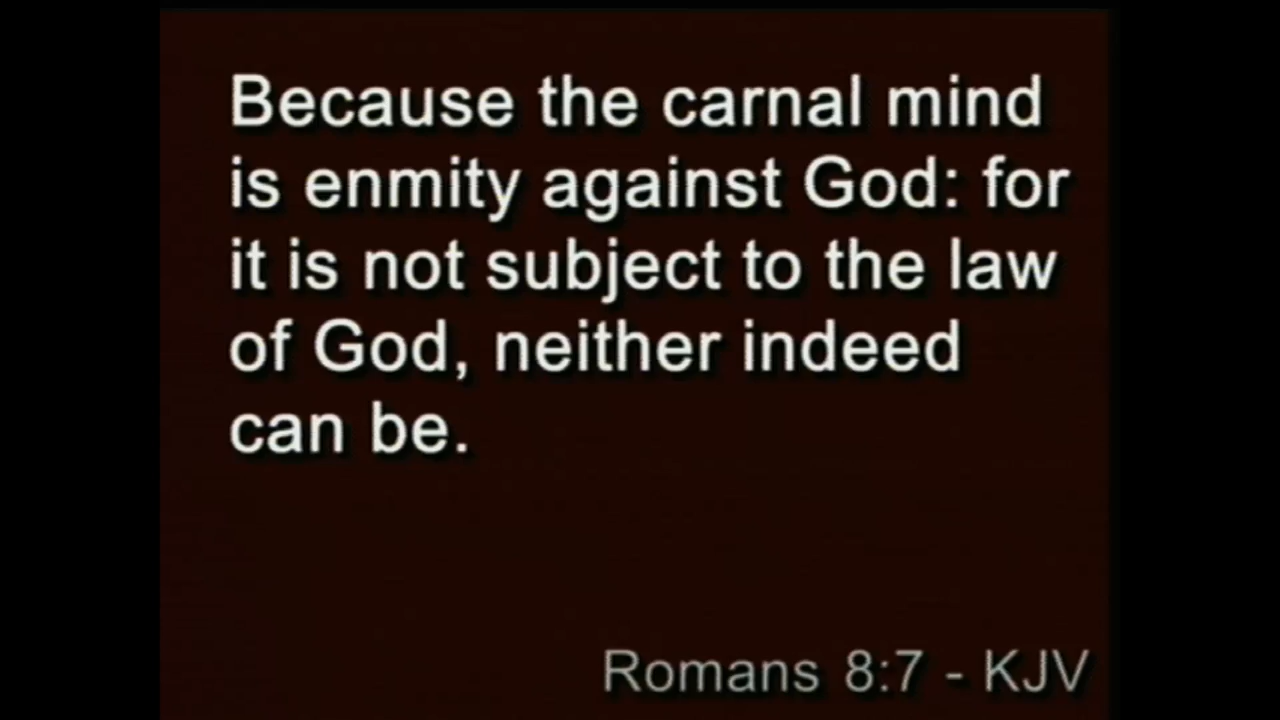 Because the carnal mind
is enmity against God: for
it is not subject to the law
of God, neither indeed
can be.
Romans 8:7 - KJV